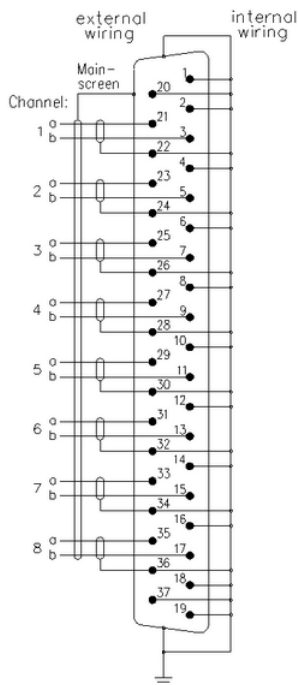 external wiring
internal wiring
Main-screen
Channel:
1
20
2
1 a
21
b
3
22
4
2 a
23
b
5
24
6
3 a
25
b
7
26
8
4 a
27
b
9
28
10
5 a
29
b
11
30
12
6 a
31
b
13
32
14
7 a
33
b
15
34
16
8 a
35
b
17
36
18
37
19